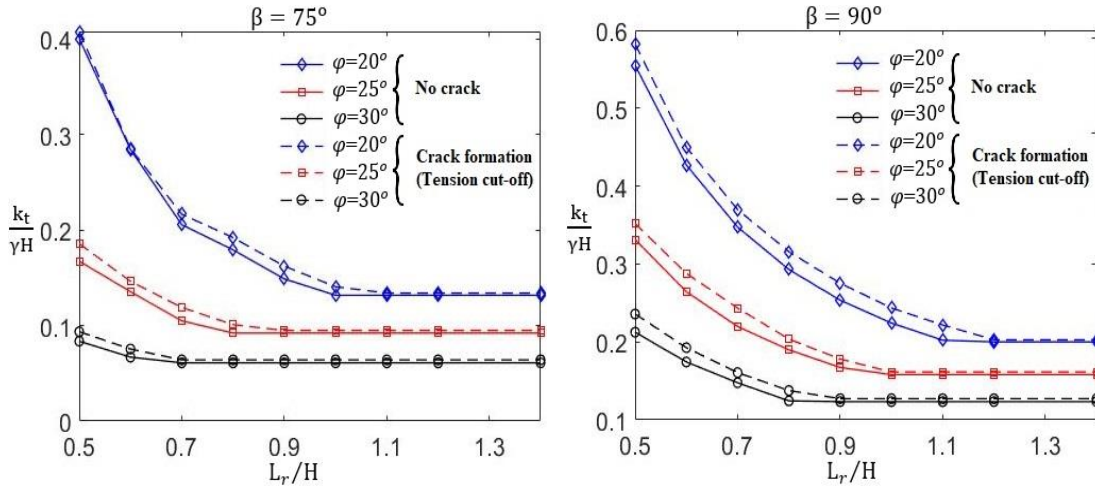 β = 75°
0.4
0.3
0.2
0.1
0
k_t
γH
φ=20°
φ=25°
φ=30°
No crack
φ=20°
φ=25°
φ=30°
Crack formation
(Tension cut-off)
0.5 0.7 0.9 1.1 1.3
L_r/H
β = 90°
0.6
0.5
0.4
0.3
0.2
0.1
k_t
γH
φ=20°
φ=25°
φ=30°
No crack
φ=20°
φ=25°
φ=30°
Crack formation
(Tension cut-off)
0.5 0.7 0.9 1.1 1.3
L_r/H